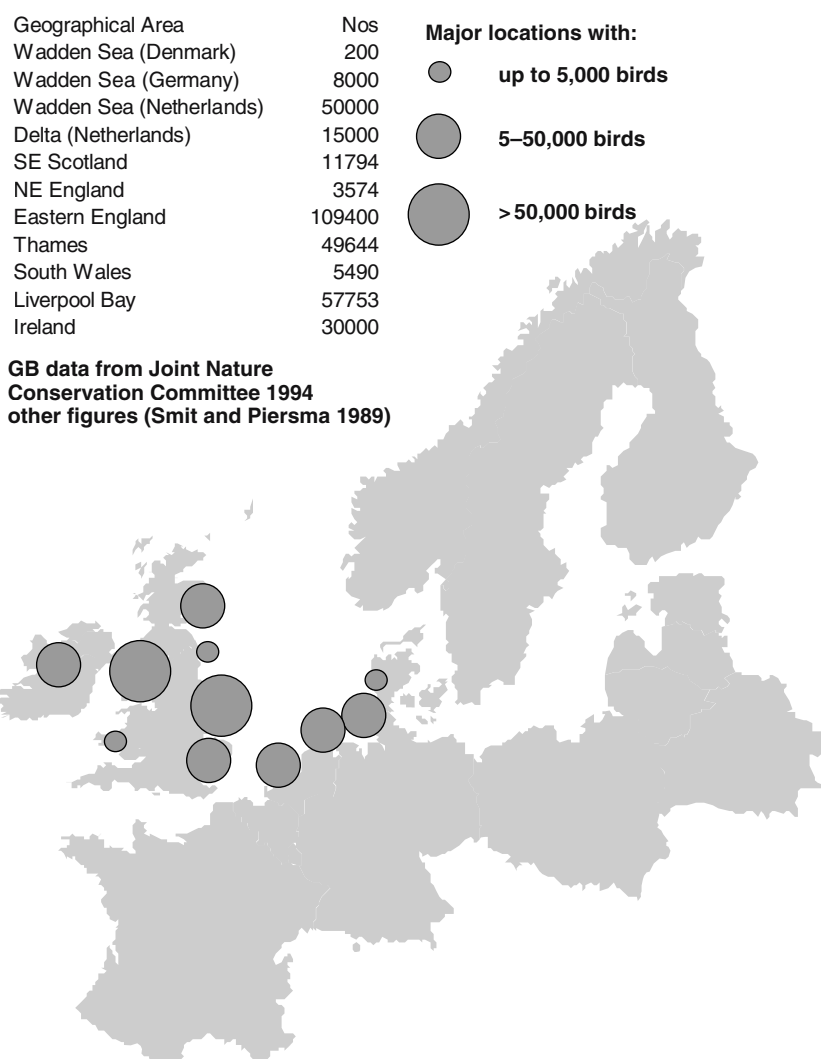 Geographical Area Nos
Wadden Sea (Denmark) 200
Wadden Sea (Germany) 8000
Wadden Sea (Netherlands) 50000
Delta (Netherlands) 15000
SE Scotland 11794
NE England 3574
Eastern England 109400
Thames 49644
South Wales 5490
Liverpool Bay 57753
Ireland 30000
GB data from Joint Nature
Conservation Committee 1994
other figures (Smit and Piersma 1989)
Major locations with:
up to 5,000 birds
5–50,000 birds
>50,000 birds